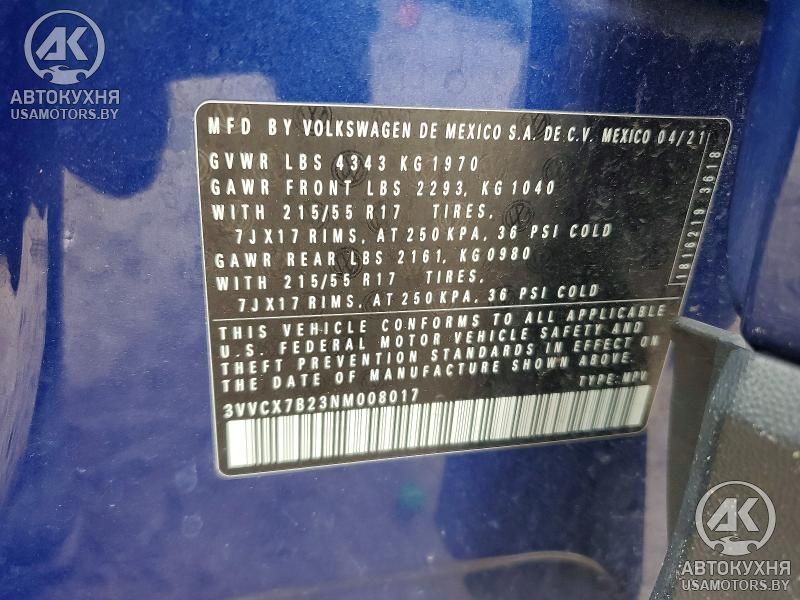 АК
АВТОКУХНЯ
USAMOTORS.BY
MFD BY VOLKSWAGEN DE MEXICO S.A. DE C.V. MEXICO 04/21
GVWR LBS 4343 KG 1970
GAWR FRONT LBS 2293, KG 1040
WITH 215/55 R17 TIRES,
7JX17 RIMS, AT 250 KPA, 36 PSI COLD
GAWR REAR LBS 2161, KG 0980
WITH 215/55 R17 TIRES,
7JX17 RIMS, AT 250 KPA, 36 PSI COLD
THIS VEHICLE CONFORMS TO ALL APPLICABLE
U.S. FEDERAL MOTOR VEHICLE SAFETY AND
THEFT PREVENTION STANDARDS IN EFFECT ON
THE DATE OF MANUFACTURE SHOWN ABOVE.
3VVCX7B23NM008017 TYPE-MPV
1816219 3618
АК
АВТОКУХНЯ
USAMOTORS.BY